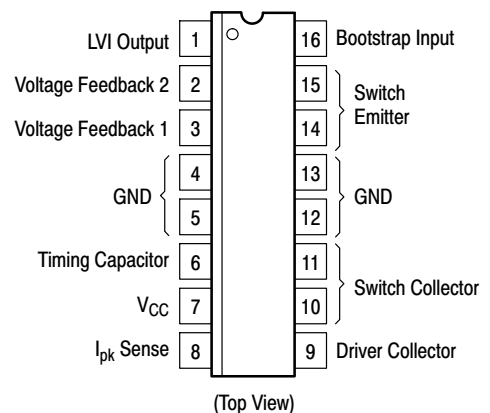 LVI Output 1 16 Bootstrap Input
Voltage Feedback 2 2 15
Switch Emitter
Voltage Feedback 1 3 14
4 13
GND GND
5 12
Timing Capacitor 6 11
Switch Collector
VCC 7 10
Ipk Sense 8 9 Driver Collector
(Top View)